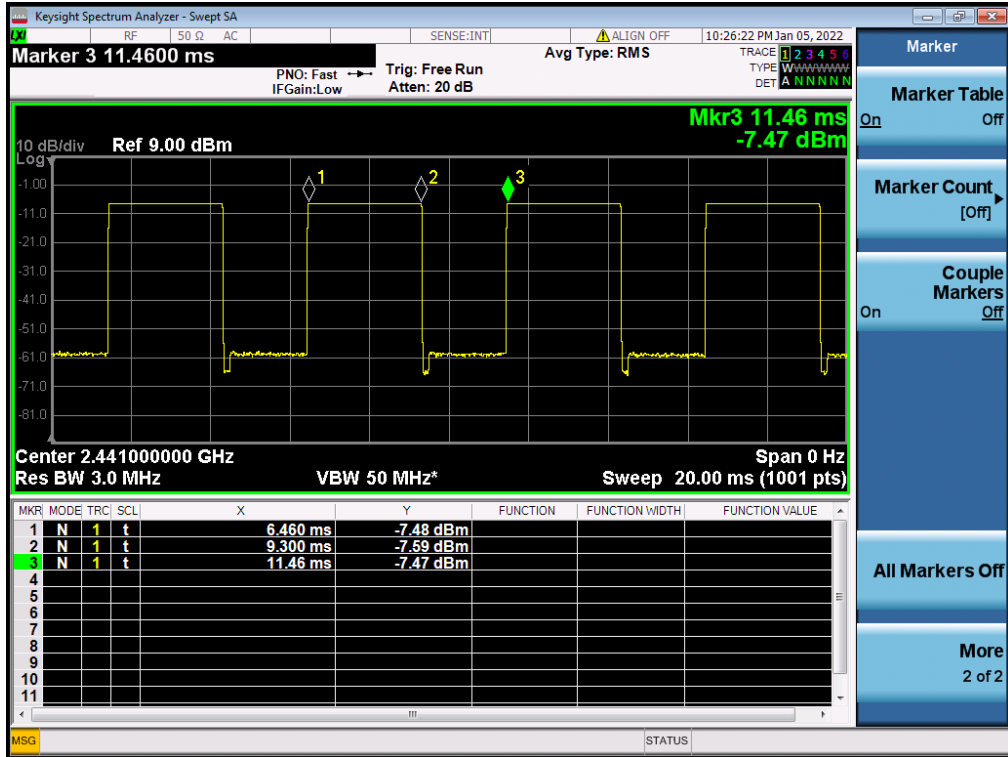 Keysight Spectrum Analyzer - Swept SA
LXI RF 50 Ω AC SENSE:INT ALIGN OFF 10:26:22 PM Jan 05, 2022
Marker 3 11.4600 ms
PNO: Fast Trig: Free Run Avg Type: RMS TRACE 1 2 3 4 5 6
IFGain:Low Atten: 20 dB TYPE WWWWWW
DET A N N N N N
Mkr3 11.46 ms
10 dB/div Ref 9.00 dBm -7.47 dBm
Log
1 2 3
-1.00
-11.0
-21.0
-31.0
-41.0
-51.0
-61.0
-71.0
-81.0
Center 2.441000000 GHz Span 0 Hz
Res BW 3.0 MHz VBW 50 MHz* Sweep 20.00 ms (1001 pts)
MKR MODE TRC SCL X Y FUNCTION FUNCTION WIDTH FUNCTION VALUE
1 N 1 t 6.460 ms -7.48 dBm
2 N 1 t 9.300 ms -7.59 dBm
3 N 1 t 11.46 ms -7.47 dBm
4
5
6
7
8
9
10
11
MSG STATUS
Marker
Marker Table
On Off
Marker Count
[Off]
Couple
Markers
On Off
All Markers Off
More
2 of 2